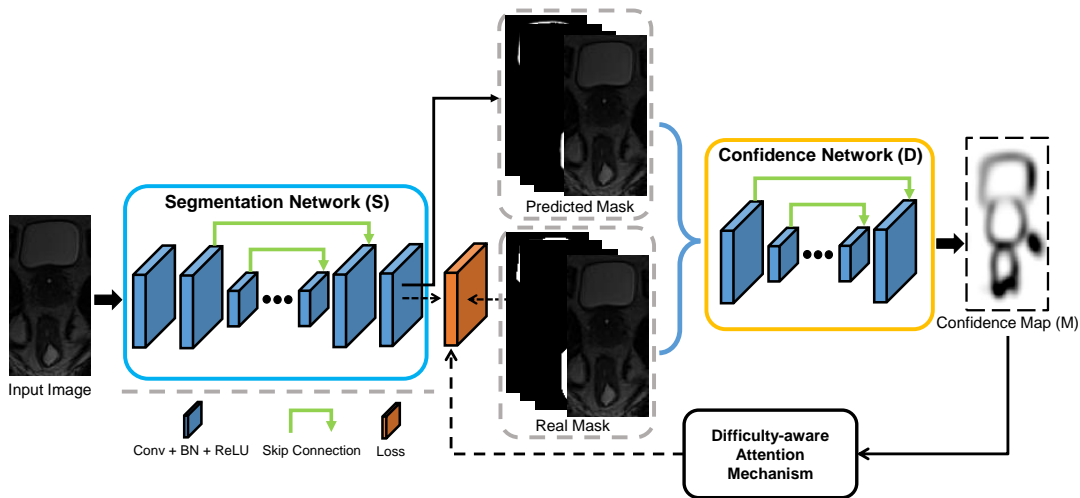 Segmentation Network (S)
Input Image
Conv + BN + ReLU
Skip Connection
Loss
Predicted Mask
Real Mask
Confidence Network (D)
Confidence Map (M)
Difficulty-aware
Attention
Mechanism